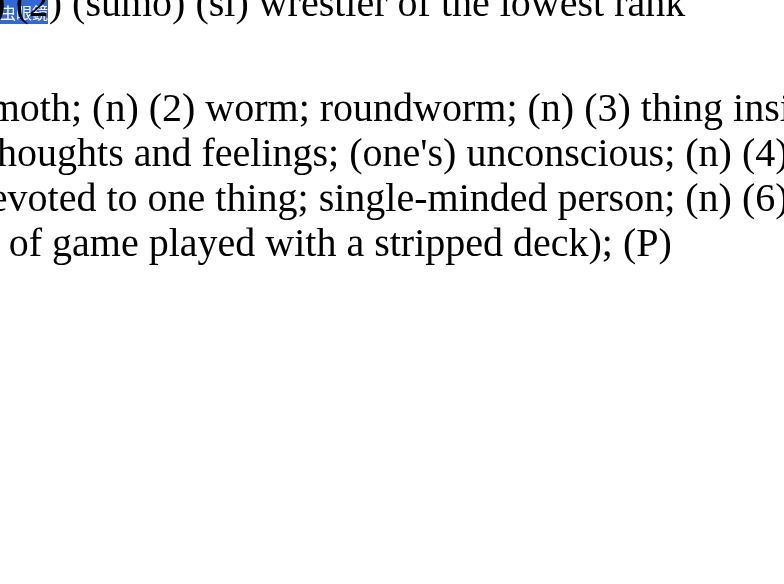 虫眼鏡(2) (sumo) (sl) wrestler of the lowest rank
moth; (n) (2) worm; roundworm; (n) (3) thing insi
houghts and feelings; (one's) unconscious; (n) (4)
evoted to one thing; single-minded person; (n) (6)
of game played with a stripped deck); (P)